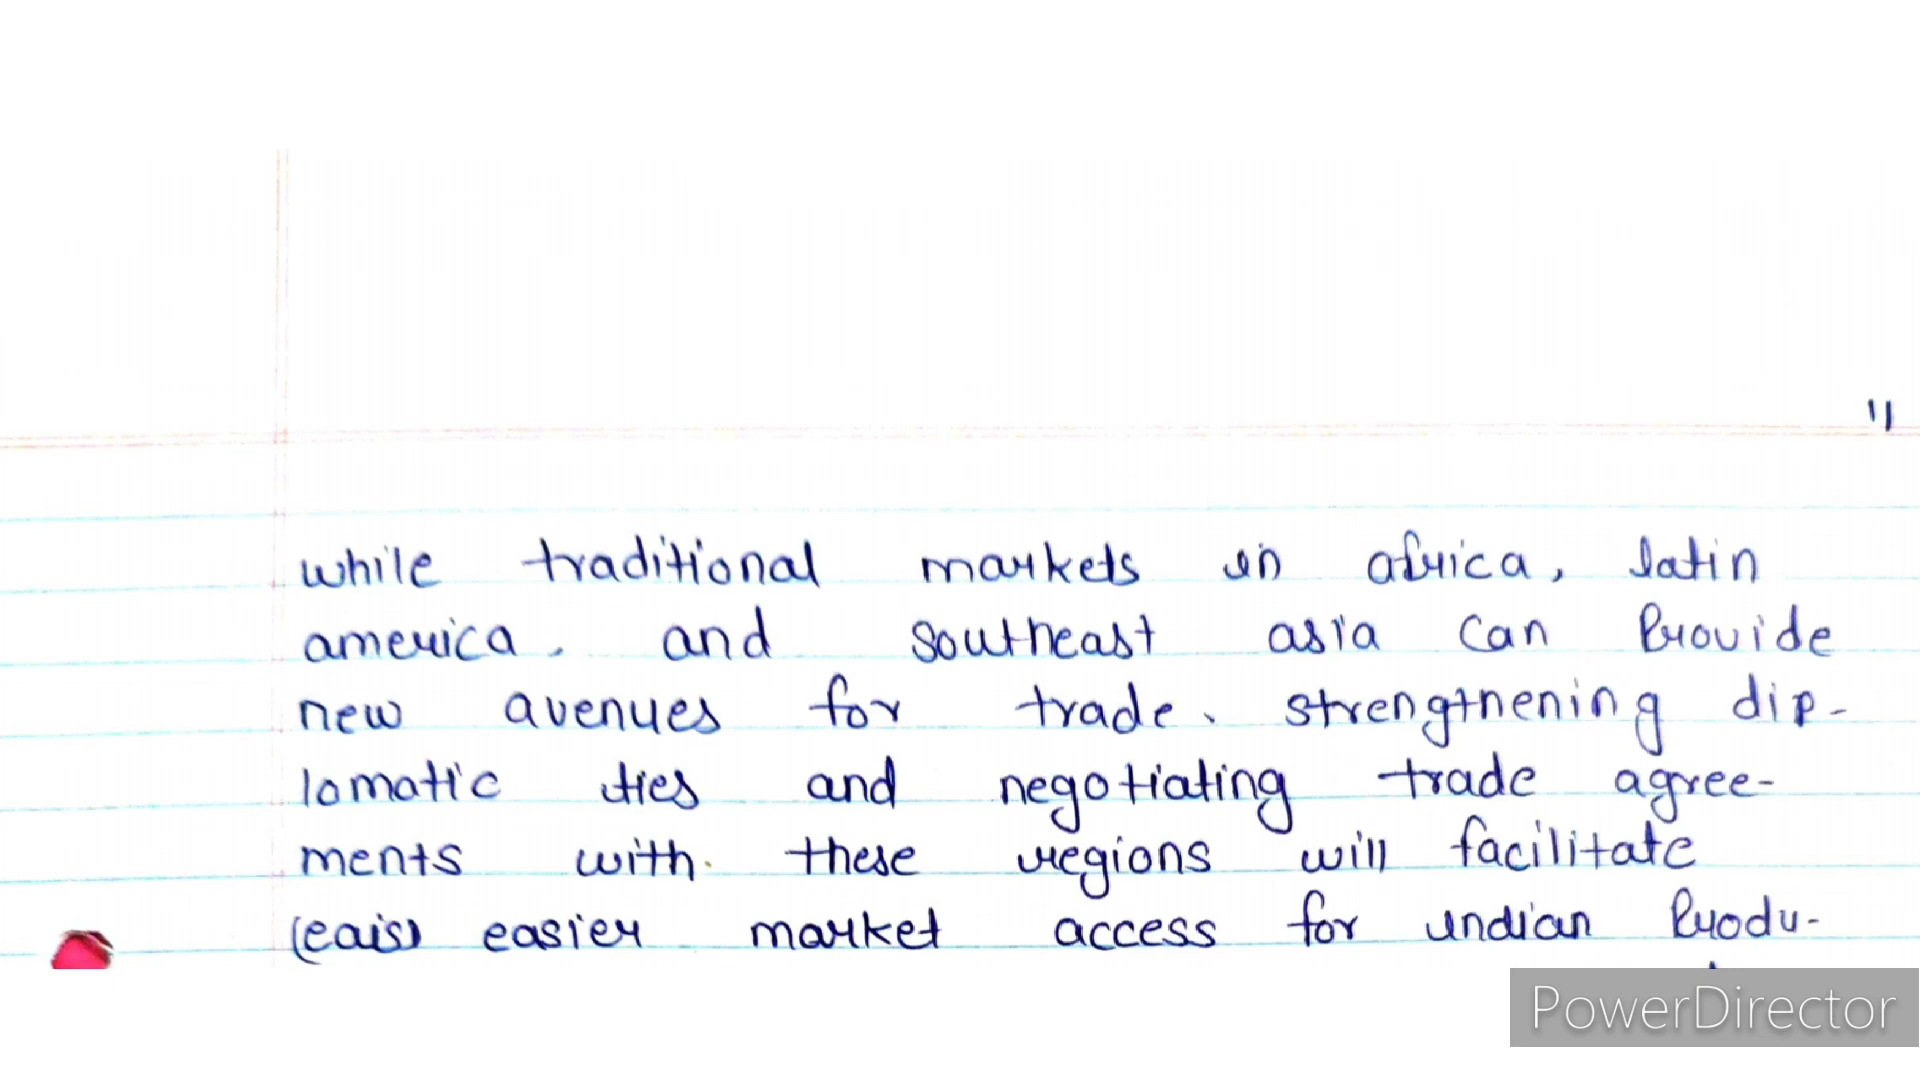 11
while traditional markets in africa, latin
america, and southeast asia can provide
new avenues for trade. strengthening dip-
lomatic ties and negotiating trade agree-
ments with these regions will facilitate
(eais) easier market access for indian produ-
PowerDirector